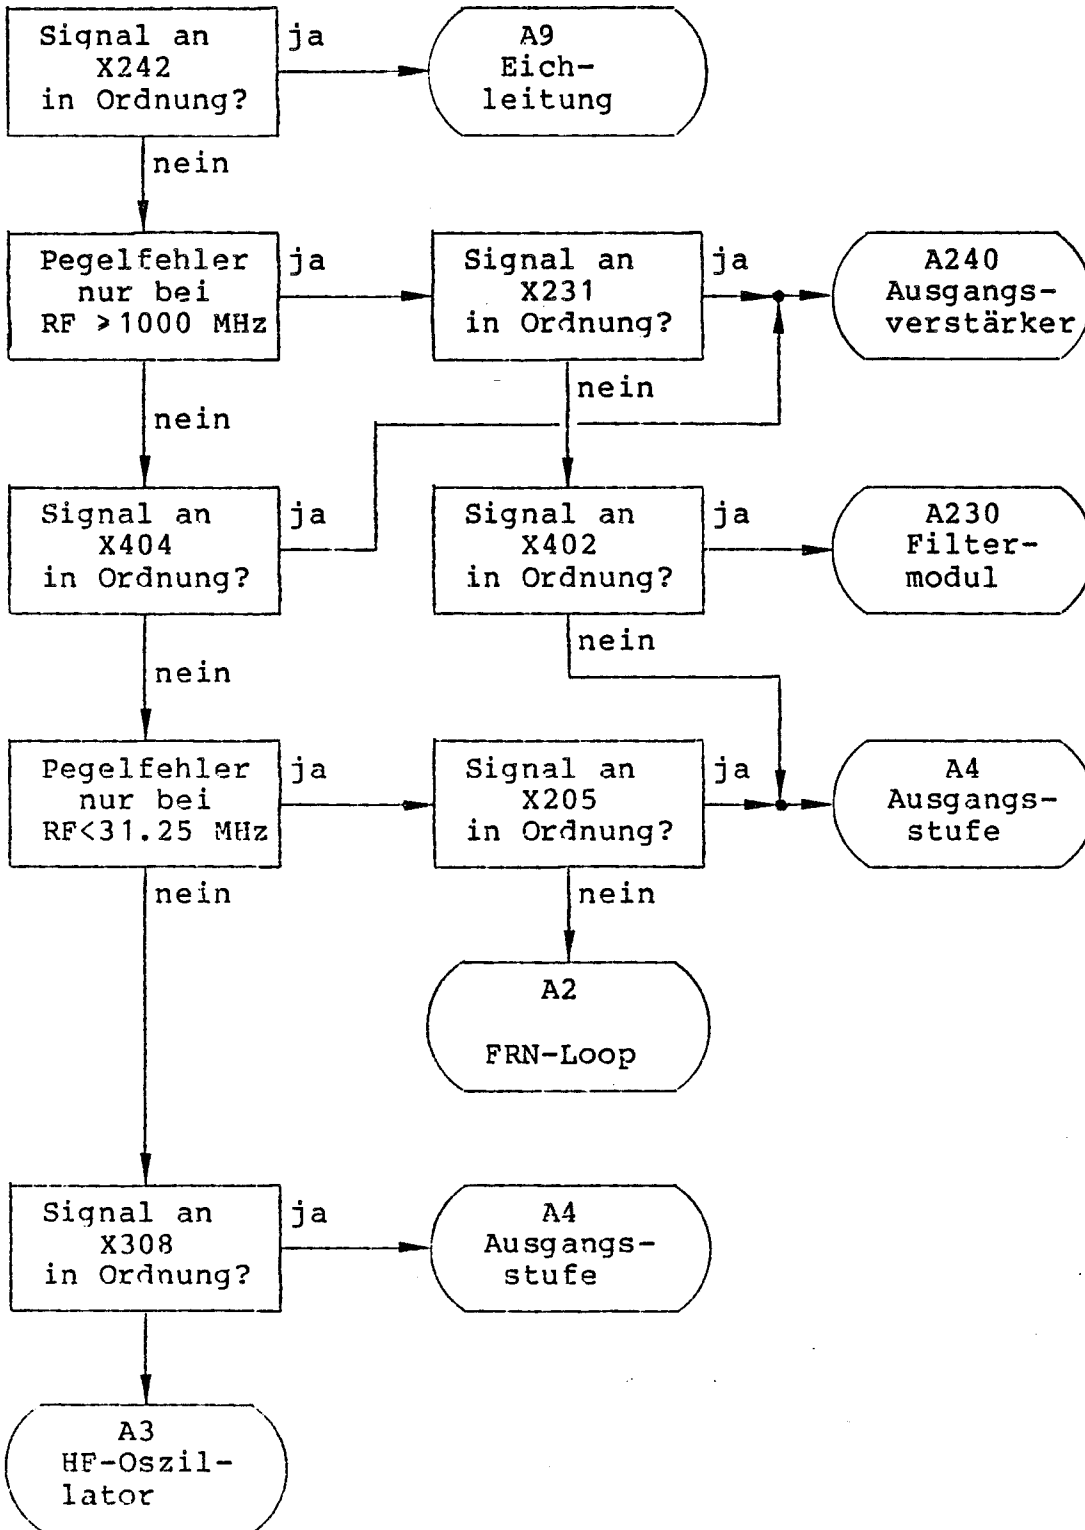 Signal an
X242
in Ordnung?
ja
A9
Eich-
leitung
nein
Pegelfehler
nur bei
RF ≥1000 MHz
ja
Signal an
X231
in Ordnung?
ja
A240
Ausgangs-
verstärker
nein
nein
Signal an
X404
in Ordnung?
ja
Signal an
X402
in Ordnung?
ja
A230
Filter-
modul
nein
nein
Pegelfehler
nur bei
RF<31.25 MHz
ja
Signal an
X205
in Ordnung?
ja
A4
Ausgangs-
stufe
nein
nein
A2
FRN-Loop
Signal an
X308
in Ordnung?
ja
A4
Ausgangs-
stufe
A3
HF-Oszil-
lator